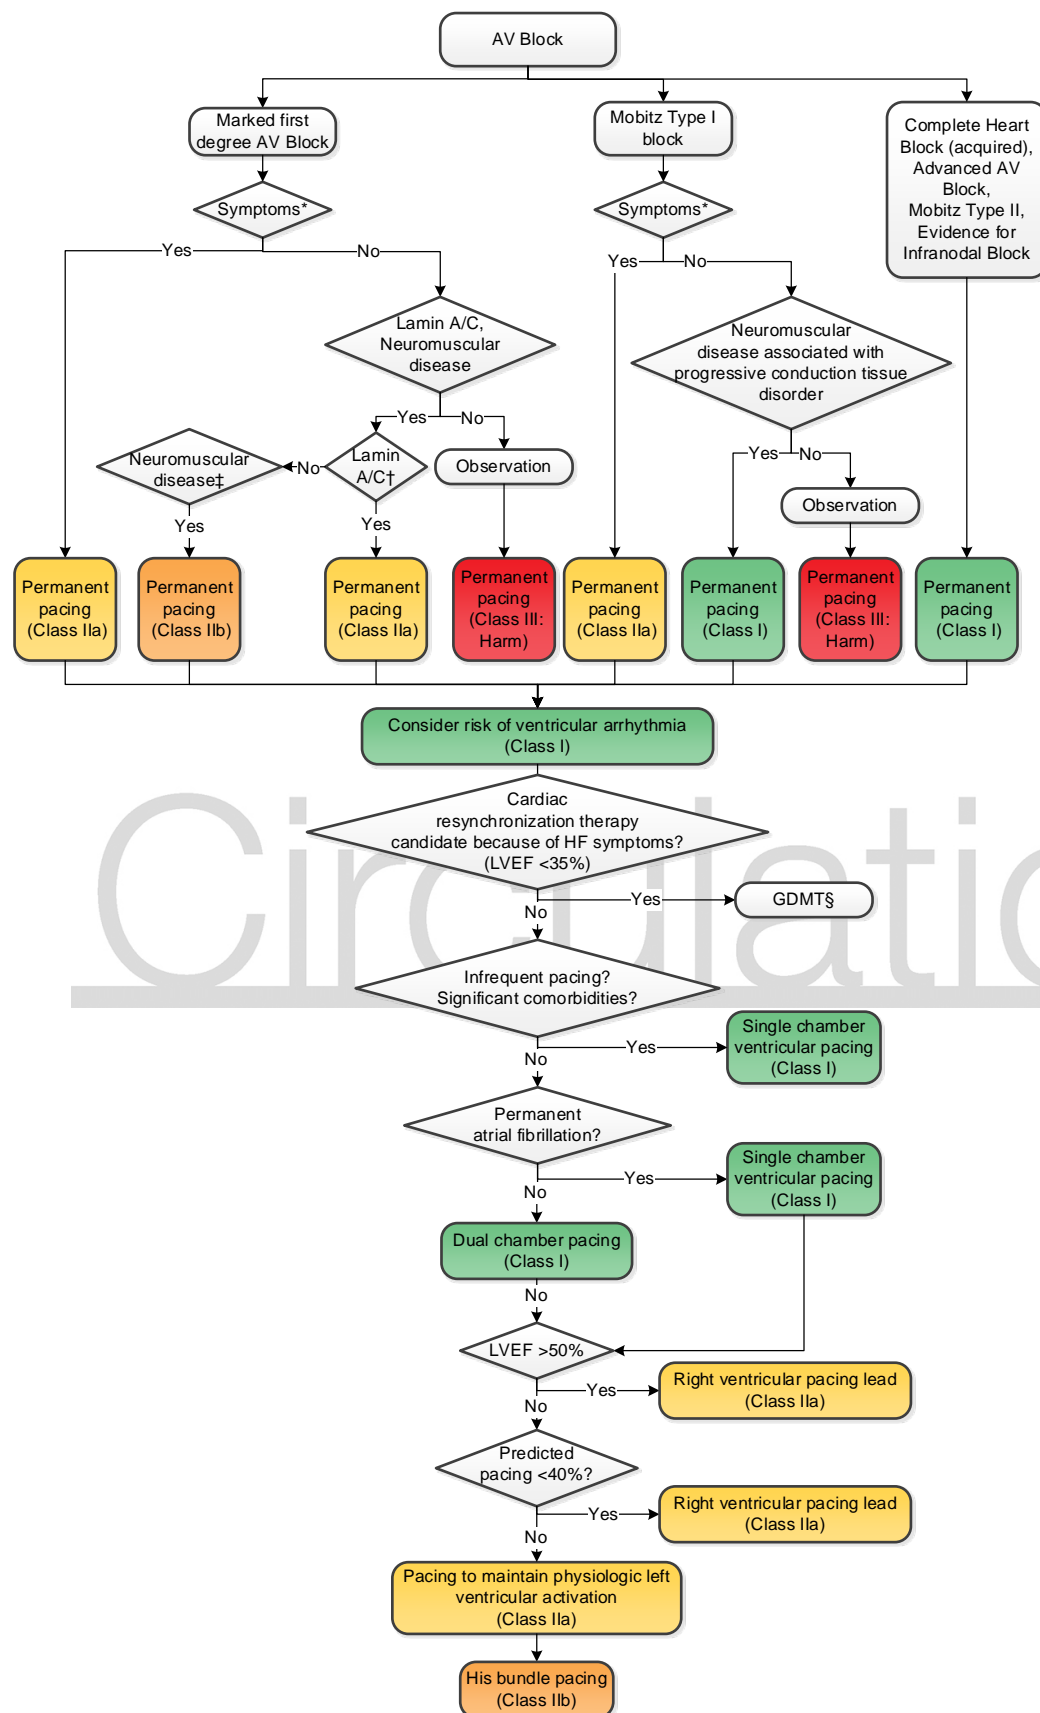 AV Block
Marked first
degree AV Block
Mobitz Type I
block
Complete Heart
Block (acquired),
Advanced AV
Block,
Mobitz Type II,
Evidence for
Infranodal Block
Symptoms*
Symptoms*
Yes
No
Yes
No
Lamin A/C,
Neuromuscular
disease
Neuromuscular
disease associated with
progressive conduction tissue
disorder
Yes
No
Yes
No
Neuromuscular
disease‡
No
Lamin
A/C†
Observation
Observation
Yes
Yes
Permanent
pacing
(Class IIa)
Permanent
pacing
(Class IIb)
Permanent
pacing
(Class IIa)
Permanent
pacing
(Class III:
Harm)
Permanent
pacing
(Class IIa)
Permanent
pacing
(Class I)
Permanent
pacing
(Class III:
Harm)
Permanent
pacing
(Class I)
Consider risk of ventricular arrhythmia
(Class I)
Circulatio
Cardiac
resynchronization therapy
candidate because of HF symptoms?
(LVEF <35%)
Yes
GDMT§
No
Infrequent pacing?
Significant comorbidities?
Yes
Single chamber
ventricular pacing
(Class I)
No
Permanent
atrial fibrillation?
Yes
Single chamber
ventricular pacing
(Class I)
No
Dual chamber pacing
(Class I)
No
LVEF >50%
Yes
Right ventricular pacing lead
(Class IIa)
No
Predicted
pacing <40%?
Yes
Right ventricular pacing lead
(Class IIa)
No
Pacing to maintain physiologic left
ventricular activation
(Class IIa)
His bundle pacing
(Class IIb)